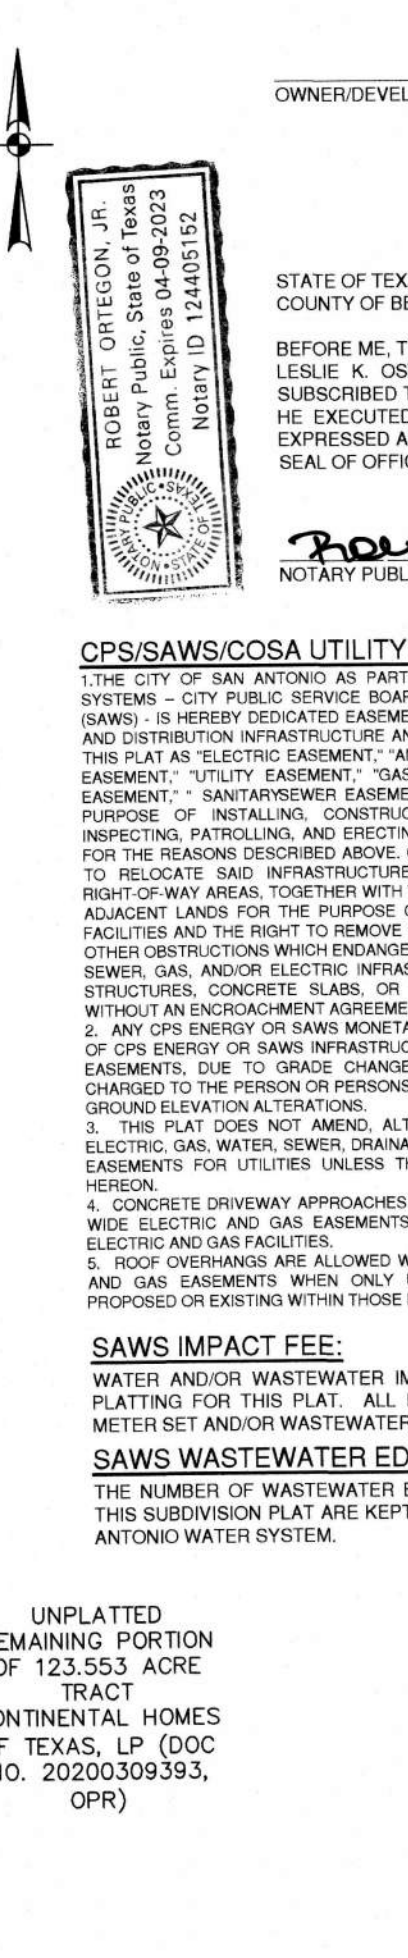 OWNER/DEVEL
ROBERT ORTEGON, JR.
Notary Public, State of Texas
Comm. Expires 04-09-2023
Notary ID 124405152
NOTARY PUBLIC
STATE OF TEXAS
STATE OF TEX
COUNTY OF BE
BEFORE ME, T
LESLIE K. OS
SUBSCRIBED T
HE EXECUTED
EXPRESSED A
SEAL OF OFFIC
NOTARY PUBL
CPS/SAWS/COSA UTILITY
1.THE CITY OF SAN ANTONIO AS PART
SYSTEMS – CITY PUBLIC SERVICE BOAR
(SAWS) - IS HEREBY DEDICATED EASEME
AND DISTRIBUTION INFRASTRUCTURE AN
THIS PLAT AS "ELECTRIC EASEMENT," "A
EASEMENT," "UTILITY EASEMENT," "GAS
EASEMENT," " SANITARYSEWER EASEME
PURPOSE OF INSTALLING, CONSTRUC
INSPECTING, PATROLLING, AND ERECTIN
FOR THE REASONS DESCRIBED ABOVE.
TO RELOCATE SAID INFRASTRUCTURE
RIGHT-OF-WAY AREAS, TOGETHER WITH
ADJACENT LANDS FOR THE PURPOSE O
FACILITIES AND THE RIGHT TO REMOVE
OTHER OBSTRUCTIONS WHICH ENDANGE
SEWER, GAS, AND/OR ELECTRIC INFRAS
STRUCTURES, CONCRETE SLABS, OR
WITHOUT AN ENCROACHMENT AGREEME
2. ANY CPS ENERGY OR SAWS MONETA
OF CPS ENERGY OR SAWS INFRASTRUC
EASEMENTS, DUE TO GRADE CHANGE
CHARGED TO THE PERSON OR PERSONS
GROUND ELEVATION ALTERATIONS.
3. THIS PLAT DOES NOT AMEND, ALT
ELECTRIC, GAS, WATER, SEWER, DRAINA
EASEMENTS FOR UTILITIES UNLESS TH
HEREON.
4. CONCRETE DRIVEWAY APPROACHES
WIDE ELECTRIC AND GAS EASEMENTS
ELECTRIC AND GAS FACILITIES.
5. ROOF OVERHANGS ARE ALLOWED W
AND GAS EASEMENTS WHEN ONLY
PROPOSED OR EXISTING WITHIN THOSE
SAWS IMPACT FEE:
WATER AND/OR WASTEWATER IM
PLATTING FOR THIS PLAT. ALL
METER SET AND/OR WASTEWATER
SAWS WASTEWATER ED
THE NUMBER OF WASTEWATER E
THIS SUBDIVISION PLAT ARE KEPT
ANTONIO WATER SYSTEM.
UNPLATTED
EMAINING PORTION
OF 123.553 ACRE
TRACT
ONTINENTAL HOMES
F TEXAS, LP (DOC
NO. 20200309393,
OPR)